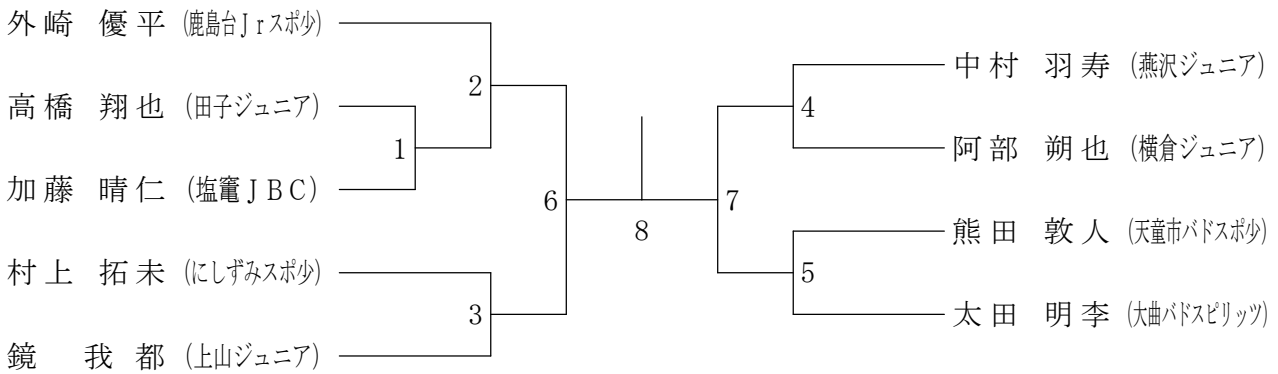 外崎 優平 (鹿島台Jrスポ少)
2
高橋 翔也 (田子ジュニア)
1
加藤 晴仁 (塩竈JBC)
6
村上 拓未 (にしずみスポ少)
3
鏡 我都 (上山ジュニア)
8
中村 羽寿 (燕沢ジュニア)
4
阿部 朔也 (横倉ジュニア)
7
熊田 敦人 (天童市バドスポ少)
5
太田 明李 (大曲バドスピリッツ)